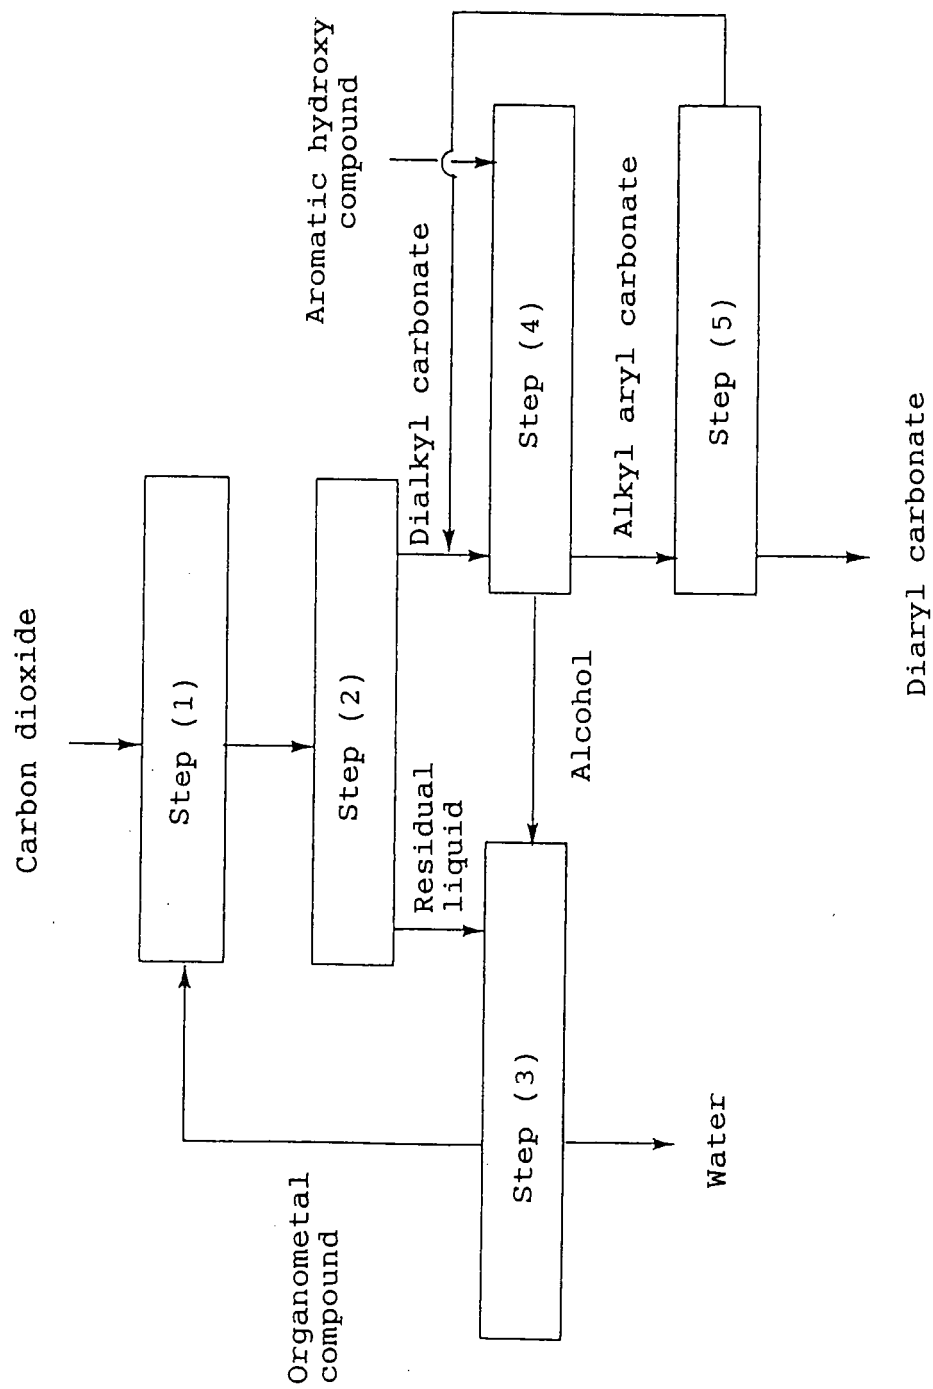 Carbon dioxide
Step (1)
Step (2)
Organometal
compound
Residual
liquid
Dialkyl carbonate
Aromatic hydroxy
compound
Step (3)
Alcohol
Step (4)
Water
Alkyl aryl carbonate
Step (5)
Diaryl carbonate